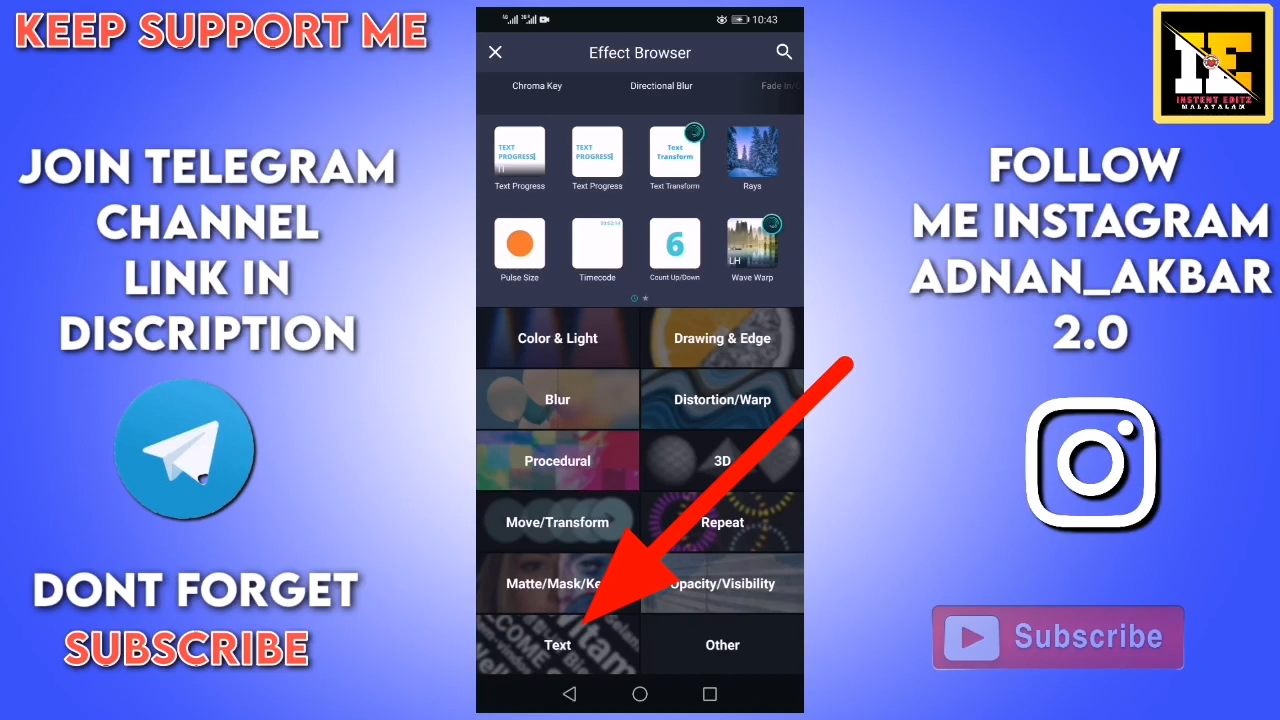 KEEP SUPPORT ME
JOIN TELEGRAM
CHANNEL
LINK IN
DISCRIPTION
DONT FORGET
SUBSCRIBE
10:43
Effect Browser
Chroma Key
Directional Blur
Fade In/O
TEXT
PROGRESS
TEXT
PROGRESS
Text
Transform
Text Progress
Text Progress
Text Transform
Rays
6
LH
Pulse Size
Timecode
Count Up/Down
Wave Warp
Color & Light
Drawing & Edge
Blur
Distortion/Warp
Procedural
3D
Move/Transform
Repeat
Matte/Mask/Ke
Opacity/Visibility
Text
Other
IE
INSTENT EDITZ
MALAYALAM
FOLLOW
ME INSTAGRAM
ADNAN_AKBAR
2.0
Subscribe